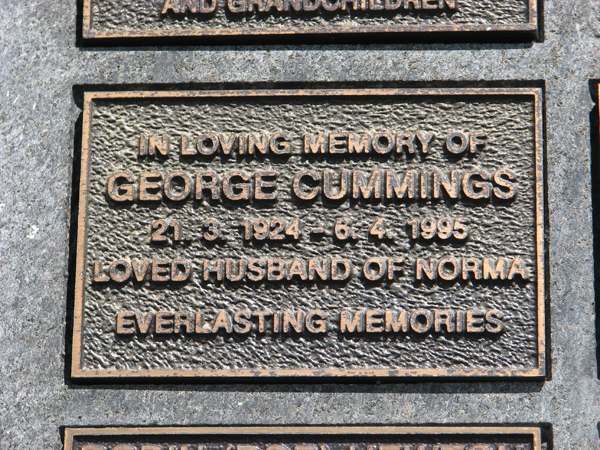 AND GRANDCHILDREN
IN LOVING MEMORY OF
GEORGE CUMMINGS
21. 3. 1924 - 6. 4. 1995
LOVED HUSBAND OF NORMA
EVERLASTING MEMORIES